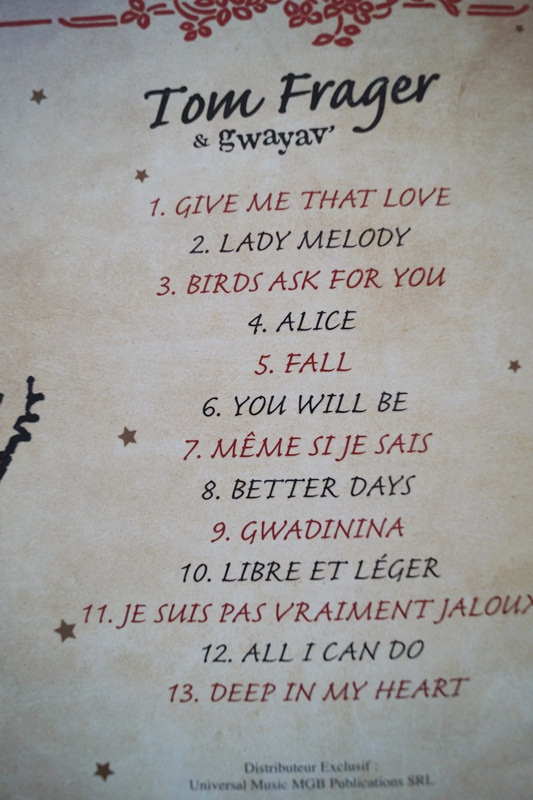 Tom Frager
& gwayav'
1. GIVE ME THAT LOVE
2. LADY MELODY
3. BIRDS ASK FOR YOU
4. ALICE
5. FALL
6. YOU WILL BE
7. MÊME SI JE SAIS
8. BETTER DAYS
9. GWADININA
10. LIBRE ET LÉGER
11. JE SUIS PAS VRAIMENT JALOUX
12. ALL I CAN DO
13. DEEP IN MY HEART
Distributeur Exclusif :
Universal Music MGB Publications SRL